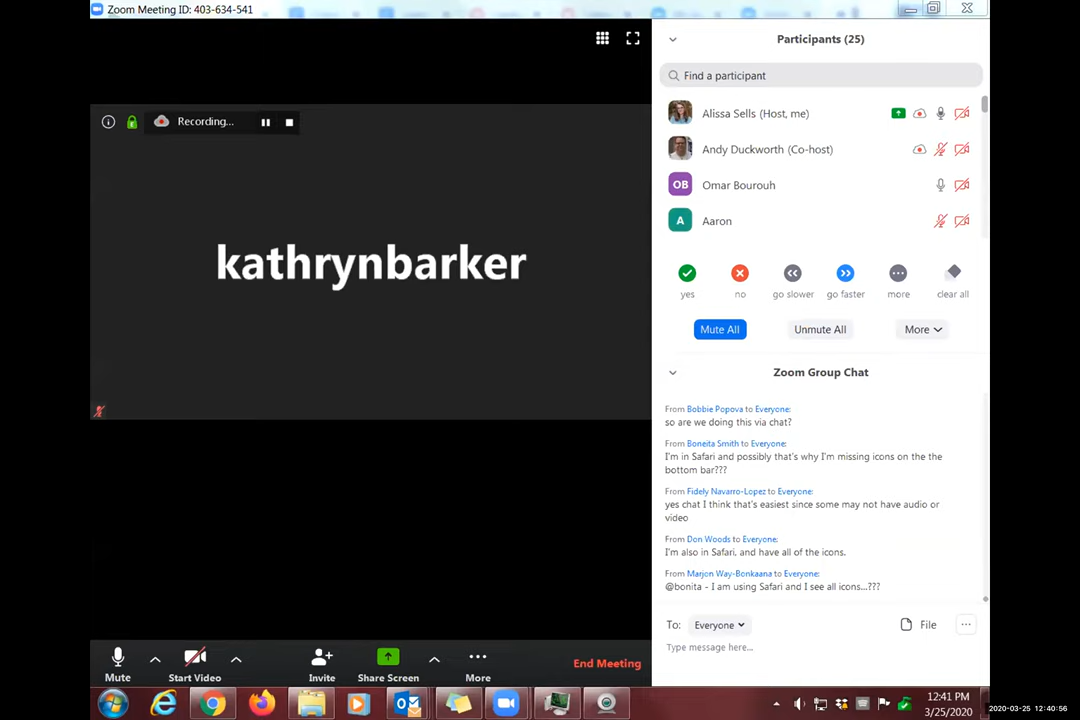 Zoom Meeting ID: 403-634-541
Recording...
kathrynbarker
Mute
Start Video
Invite
Share Screen
More
End Meeting
Participants (25)
Find a participant
Alissa Sells (Host, me)
Andy Duckworth (Co-host)
OB Omar Bourouh
A Aaron
yes no go slower go faster more clear all
Mute All Unmute All More
Zoom Group Chat
From Bobbie Popova to Everyone:
so are we doing this via chat?
From Boneita Smith to Everyone:
I'm in Safari and possibly that's why I'm missing icons on the the
bottom bar???
From Fidely Navarro-Lopez to Everyone:
yes chat I think that's easiest since some may not have audio or
video
From Don Woods to Everyone:
I'm also in Safari, and have all of the icons.
From Marjon Way-Bonkaana to Everyone:
@bonita - I am using Safari and I see all icons...???
To: Everyone File
Type message here...
12:41 PM
3/25/2020
2020-03-25 12:40:56